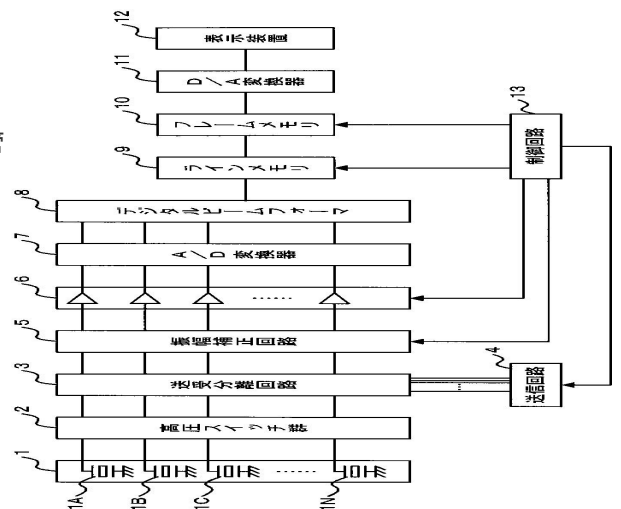 12
表示装置
11
D/A変換器
10
フレームメモリ
9
ラインメモリ
13
制御回路
8
デジタルビームフォーマ
7
A/D変換器
6
5
振幅補正回路
3
送受分離回路
4
送信回路
2
高圧スイッチ器
1
1A
1B
1C
1N